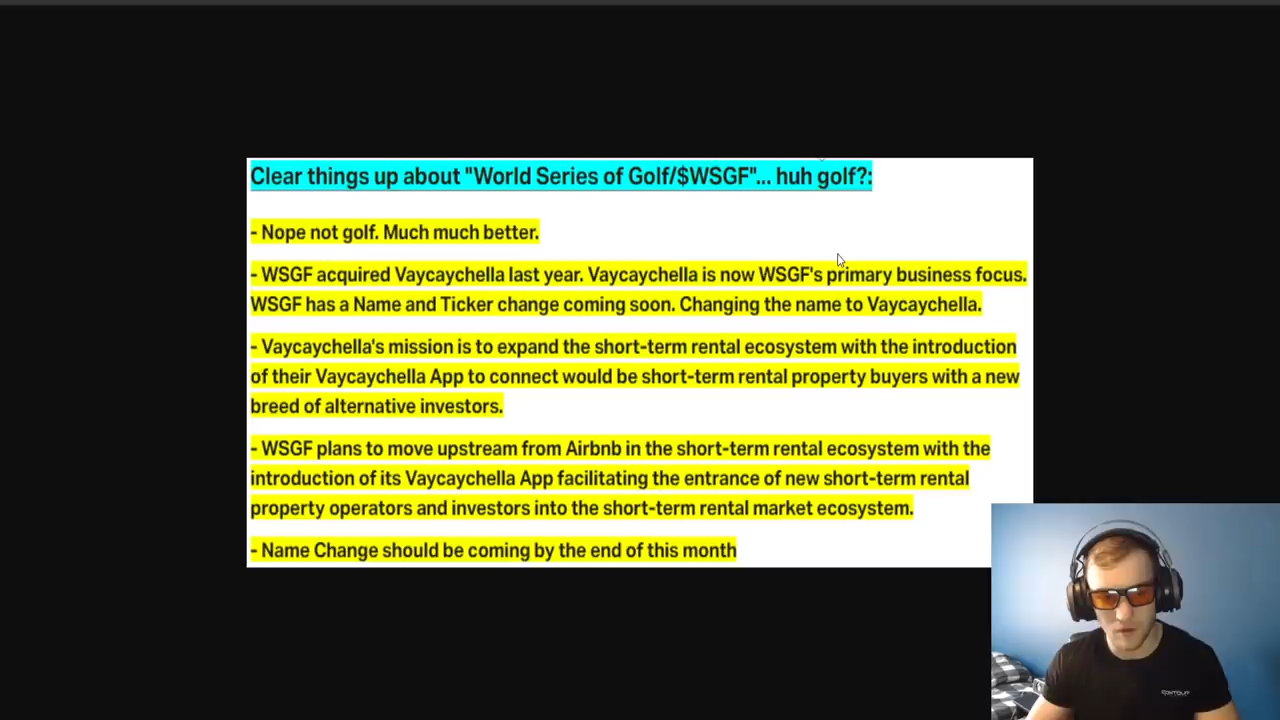 Clear things up about "World Series of Golf/$WSGF"... huh golf?:
- Nope not golf. Much much better.
- WSGF acquired Vaycaychella last year. Vaycaychella is now WSGF's primary business focus.
WSGF has a Name and Ticker change coming soon. Changing the name to Vaycaychella.
- Vaycaychella's mission is to expand the short-term rental ecosystem with the introduction
of their Vaycaychella App to connect would be short-term rental property buyers with a new
breed of alternative investors.
- WSGF plans to move upstream from Airbnb in the short-term rental ecosystem with the
introduction of its Vaycaychella App facilitating the entrance of new short-term rental
property operators and investors into the short-term rental market ecosystem.
- Name Change should be coming by the end of this month